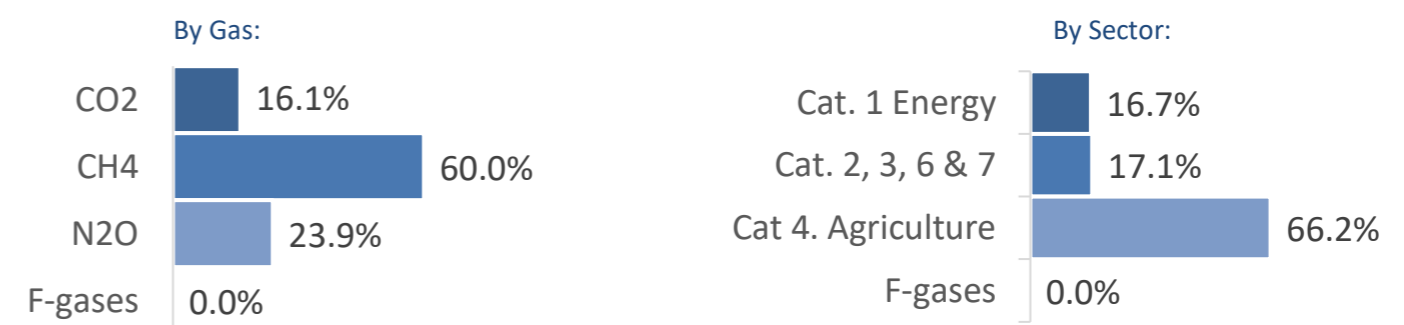 By Gas:
CO2 16.1%
CH4 60.0%
N2O 23.9%
F-gases 0.0%
By Sector:
Cat. 1 Energy 16.7%
Cat. 2, 3, 6 & 7 17.1%
Cat 4. Agriculture 66.2%
F-gases 0.0%